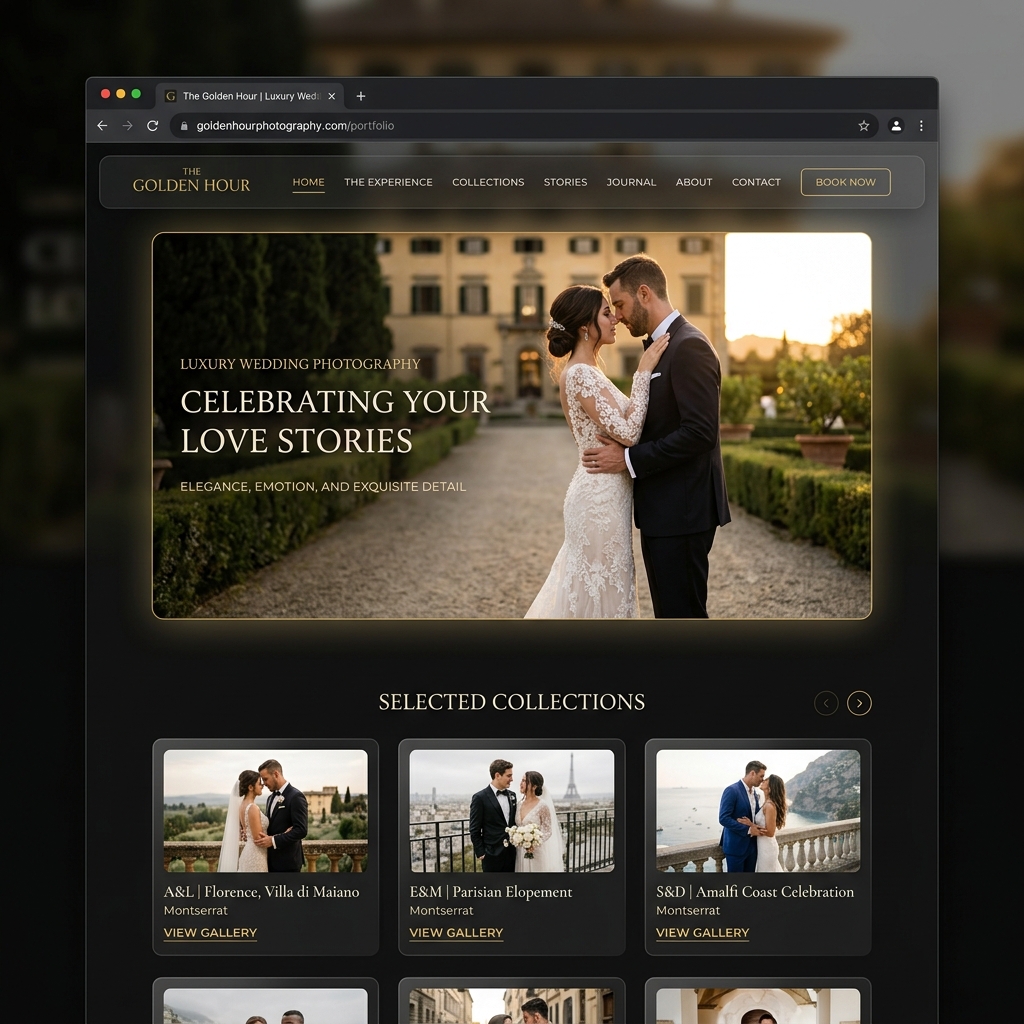 The Golden Hour | Luxury Wed
goldenhourphotography.com/portfolio
THE
GOLDEN HOUR
HOME THE EXPERIENCE COLLECTIONS STORIES JOURNAL ABOUT CONTACT BOOK NOW
LUXURY WEDDING PHOTOGRAPHY
CELEBRATING YOUR
LOVE STORIES
ELEGANCE, EMOTION, AND EXQUISITE DETAIL
SELECTED COLLECTIONS
A&L | Florence, Villa di Maiano
Montserrat
VIEW GALLERY
E&M | Parisian Elopement
Montserrat
VIEW GALLERY
S&D | Amalfi Coast Celebration
Montserrat
VIEW GALLERY